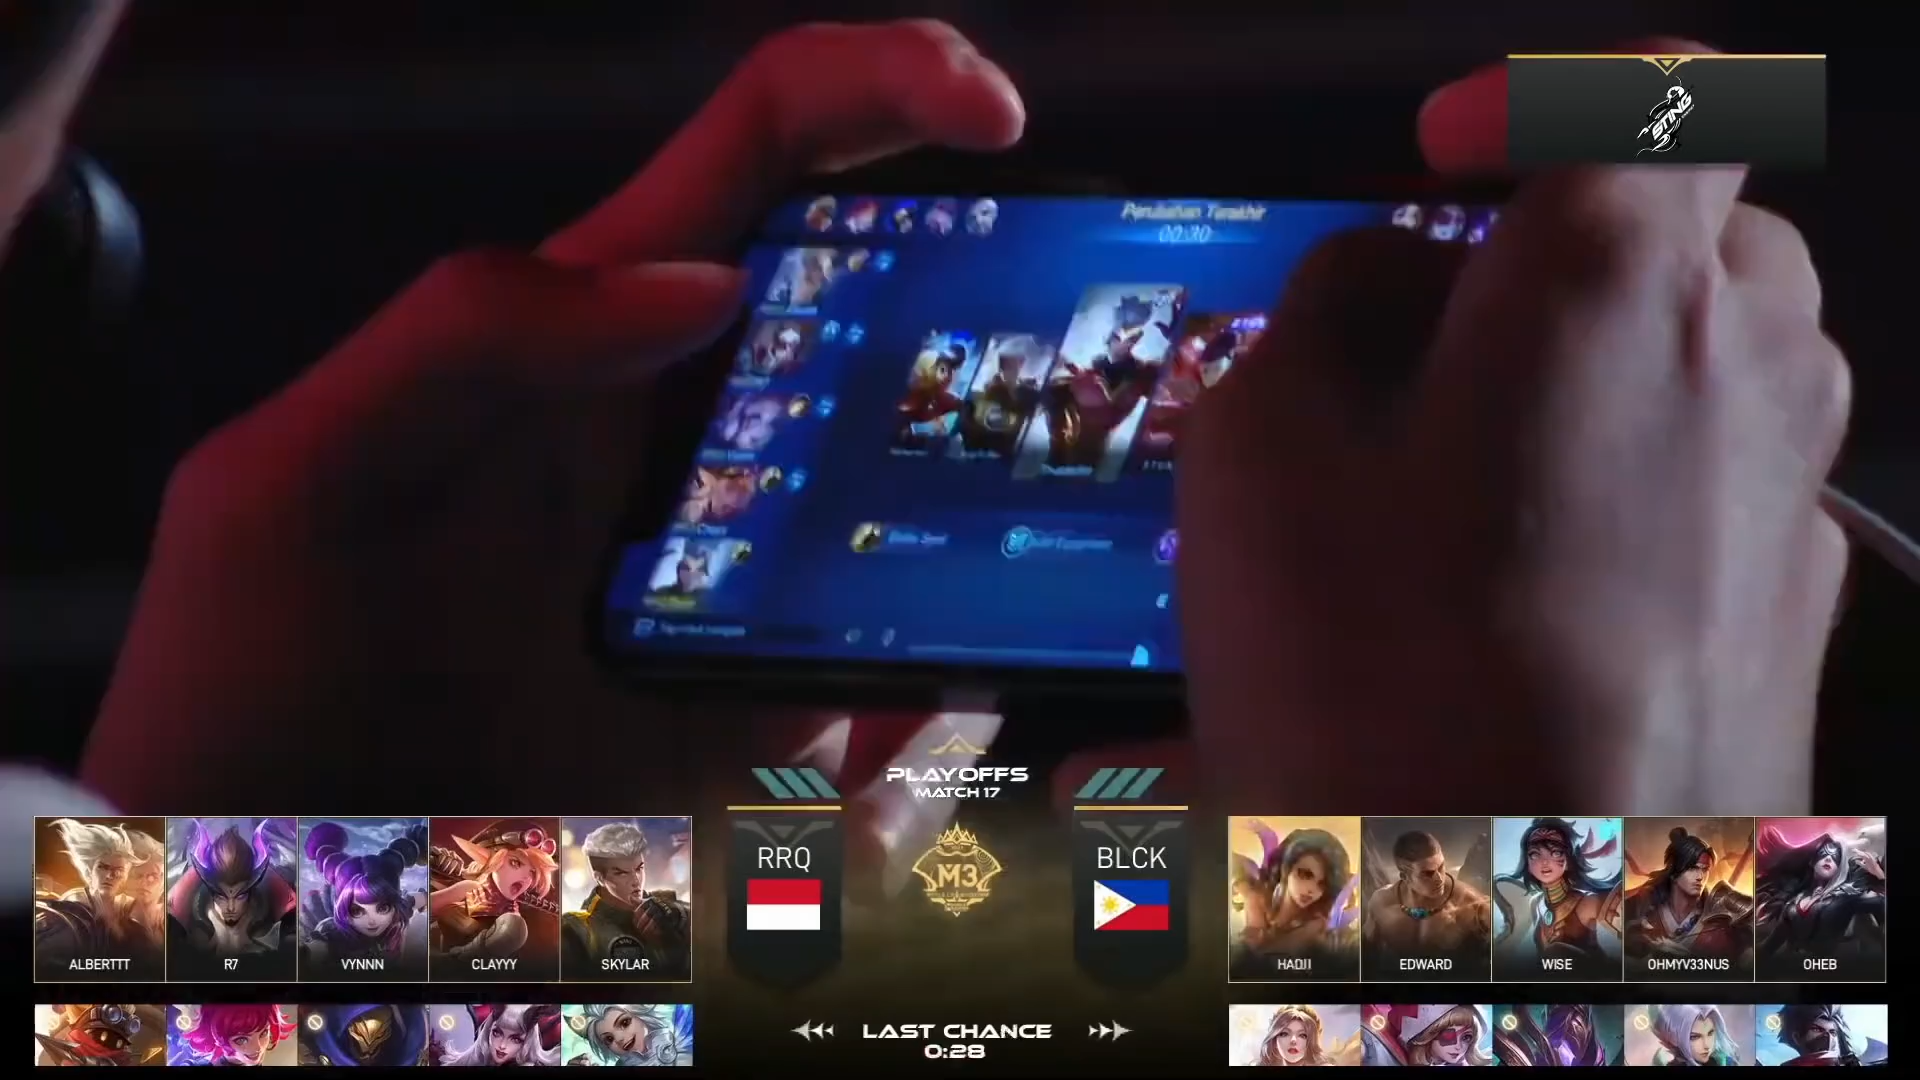 STING
Perubahan Terakhir
00:30
PLAYOFFS
MATCH 17
RRQ
M3
BLCK
ALBERTTT
R7
VYNNN
CLAYYY
SKYLAR
HADJI
EDWARD
WISE
OHMYV33NUS
OHEB
LAST CHANCE
0:28